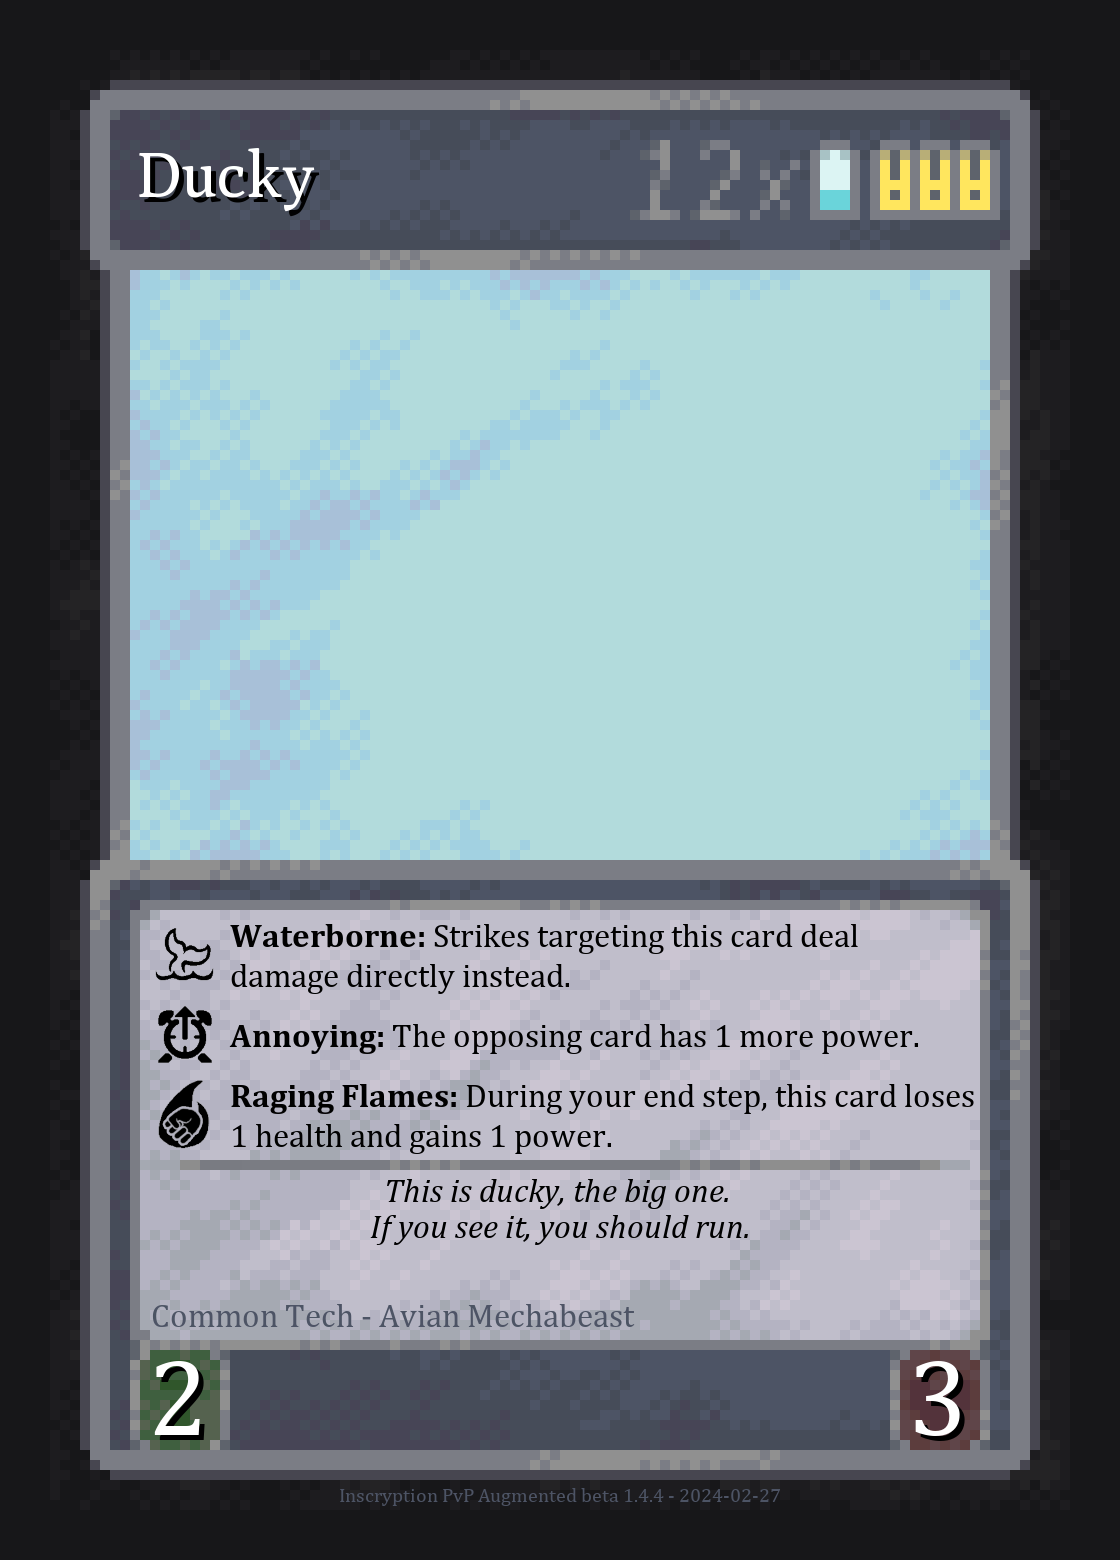 Ducky 12x
Waterborne: Strikes targeting this card deal
damage directly instead.
Annoying: The opposing card has 1 more power.
Raging Flames: During your end step, this card loses
1 health and gains 1 power.
This is ducky, the big one.
If you see it, you should run.
Common Tech - Avian Mechabeast
2 3
Inscryption PvP Augmented beta 1.4.4 - 2024-02-27